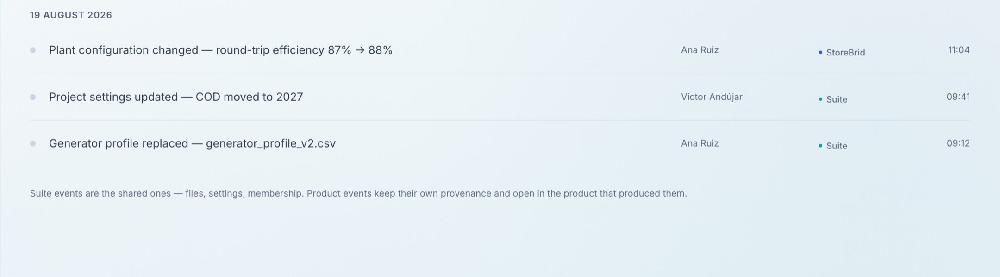 19 AUGUST 2026
Plant configuration changed — round-trip efficiency 87% → 88% Ana Ruiz StoreBrid 11:04
Project settings updated — COD moved to 2027 Victor Andújar Suite 09:41
Generator profile replaced — generator_profile_v2.csv Ana Ruiz Suite 09:12
Suite events are the shared ones — files, settings, membership. Product events keep their own provenance and open in the product that produced them.